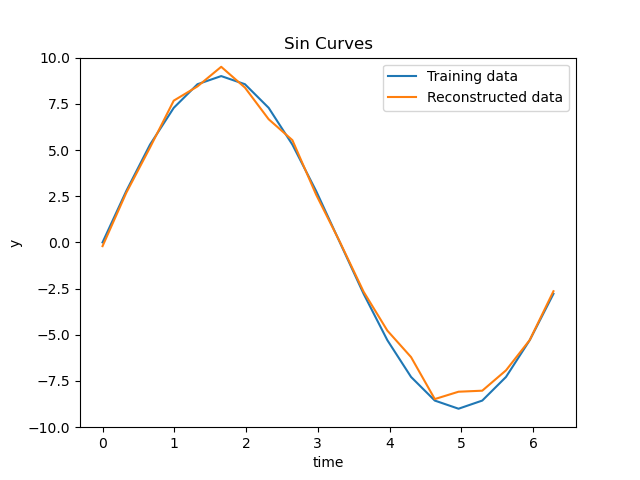 Sin Curves
Training data
Reconstructed data
10.0
7.5
5.0
2.5
0.0
−2.5
−5.0
−7.5
−10.0
y
0 1 2 3 4 5 6
time